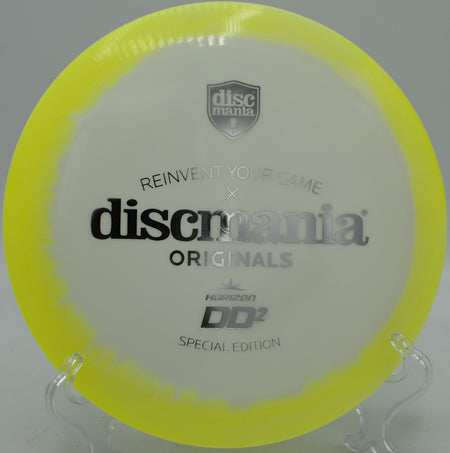 disc
mania
REINVENT YOUR GAME
×
discmania®
ORIGINALS
HORIZON
DD²
SPECIAL EDITION